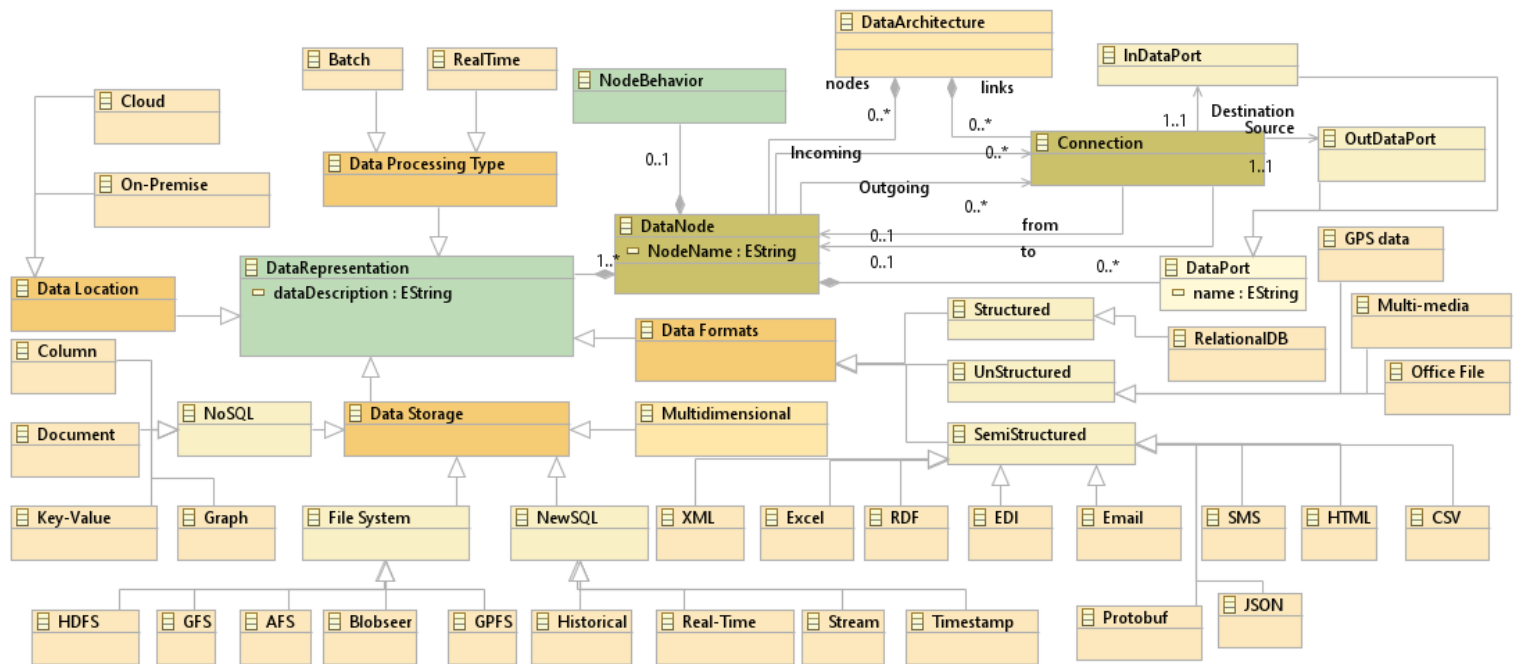 DataArchitecture
Batch
RealTime
InDataPort
NodeBehavior
nodes
links
Cloud
0..*
0..*
1..1
Destination
Source
Connection
OutDataPort
Data Processing Type
0..1
Incoming
0..*
1..1
On-Premise
Outgoing
0..*
DataNode
NodeName : EString
from
0..1
to
0..1
GPS data
DataRepresentation
dataDescription : EString
1..*
0..*
DataPort
name : EString
Data Location
Structured
Multi-media
Data Formats
RelationalDB
Column
UnStructured
Office File
NoSQL
Data Storage
Multidimensional
Document
SemiStructured
Key-Value
Graph
File System
NewSQL
XML
Excel
RDF
EDI
Email
SMS
HTML
CSV
HDFS
GFS
AFS
Blobseer
GPFS
Historical
Real-Time
Stream
Timestamp
Protobuf
JSON